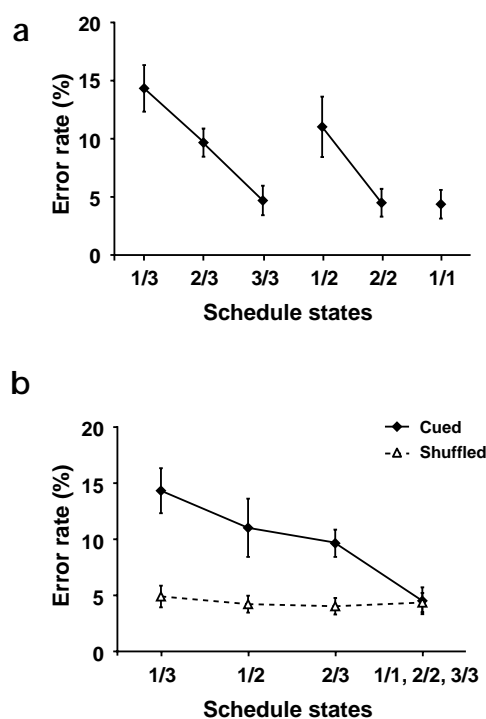 a
Error rate (%)
20
15
10
5
0
1/3 2/3 3/3 1/2 2/2 1/1
Schedule states
b
Error rate (%)
20
15
10
5
0
Cued
Shuffled
1/3 1/2 2/3 1/1, 2/2, 3/3
Schedule states